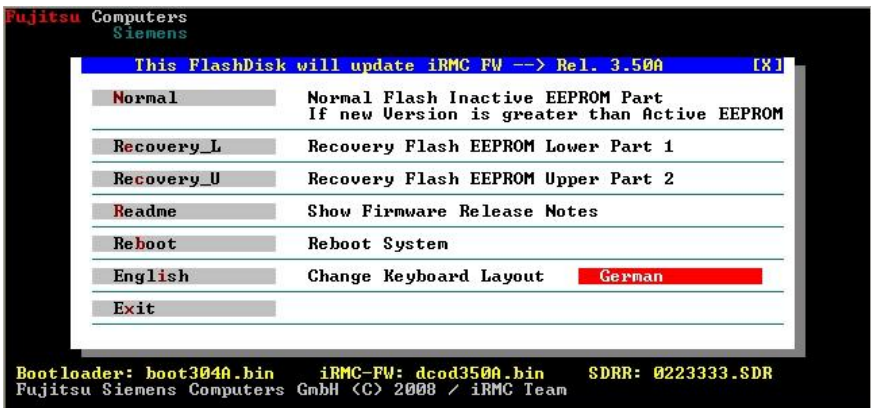 Fujitsu Computers
Siemens
This FlashDisk will update iRMC FW --> Rel. 3.50A [X]
Normal Normal Flash Inactive EEPROM Part
If new Version is greater than Active EEPROM
Recovery_L Recovery Flash EEPROM Lower Part 1
Recovery_U Recovery Flash EEPROM Upper Part 2
Readme Show Firmware Release Notes
Reboot Reboot System
English Change Keyboard Layout German
Exit
Bootloader: boot304A.bin iRMC-FW: dcod350A.bin SDRR: 0223333.SDR
Fujitsu Siemens Computers GmbH (C) 2008 / iRMC Team